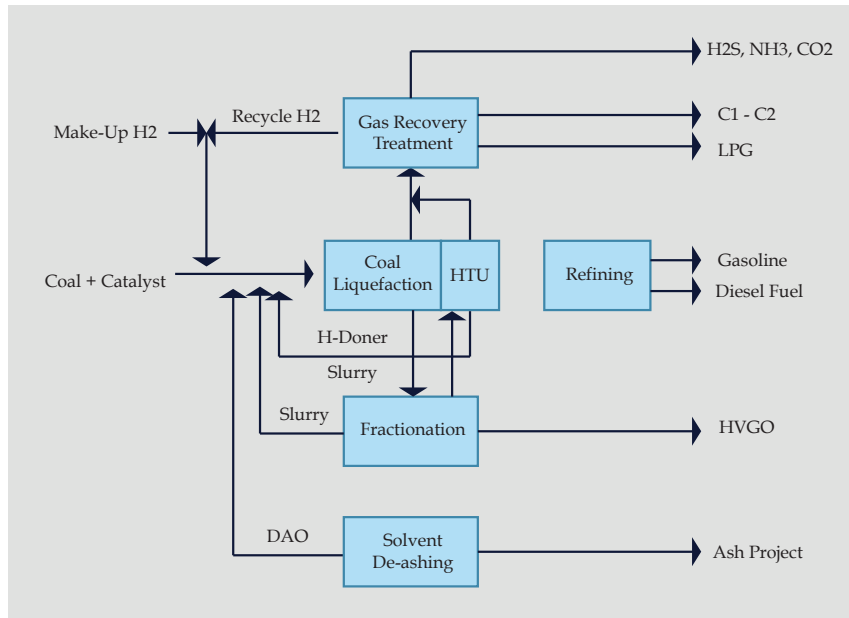 H2S, NH3, CO2
Recycle H2
Make-Up H2
Gas Recovery
Treatment
C1 - C2
LPG
Coal + Catalyst
Coal
Liquefaction
HTU
Refining
Gasoline
Diesel Fuel
H-Doner
Slurry
Slurry
Fractionation
HVGO
DAO
Solvent
De-ashing
Ash Project